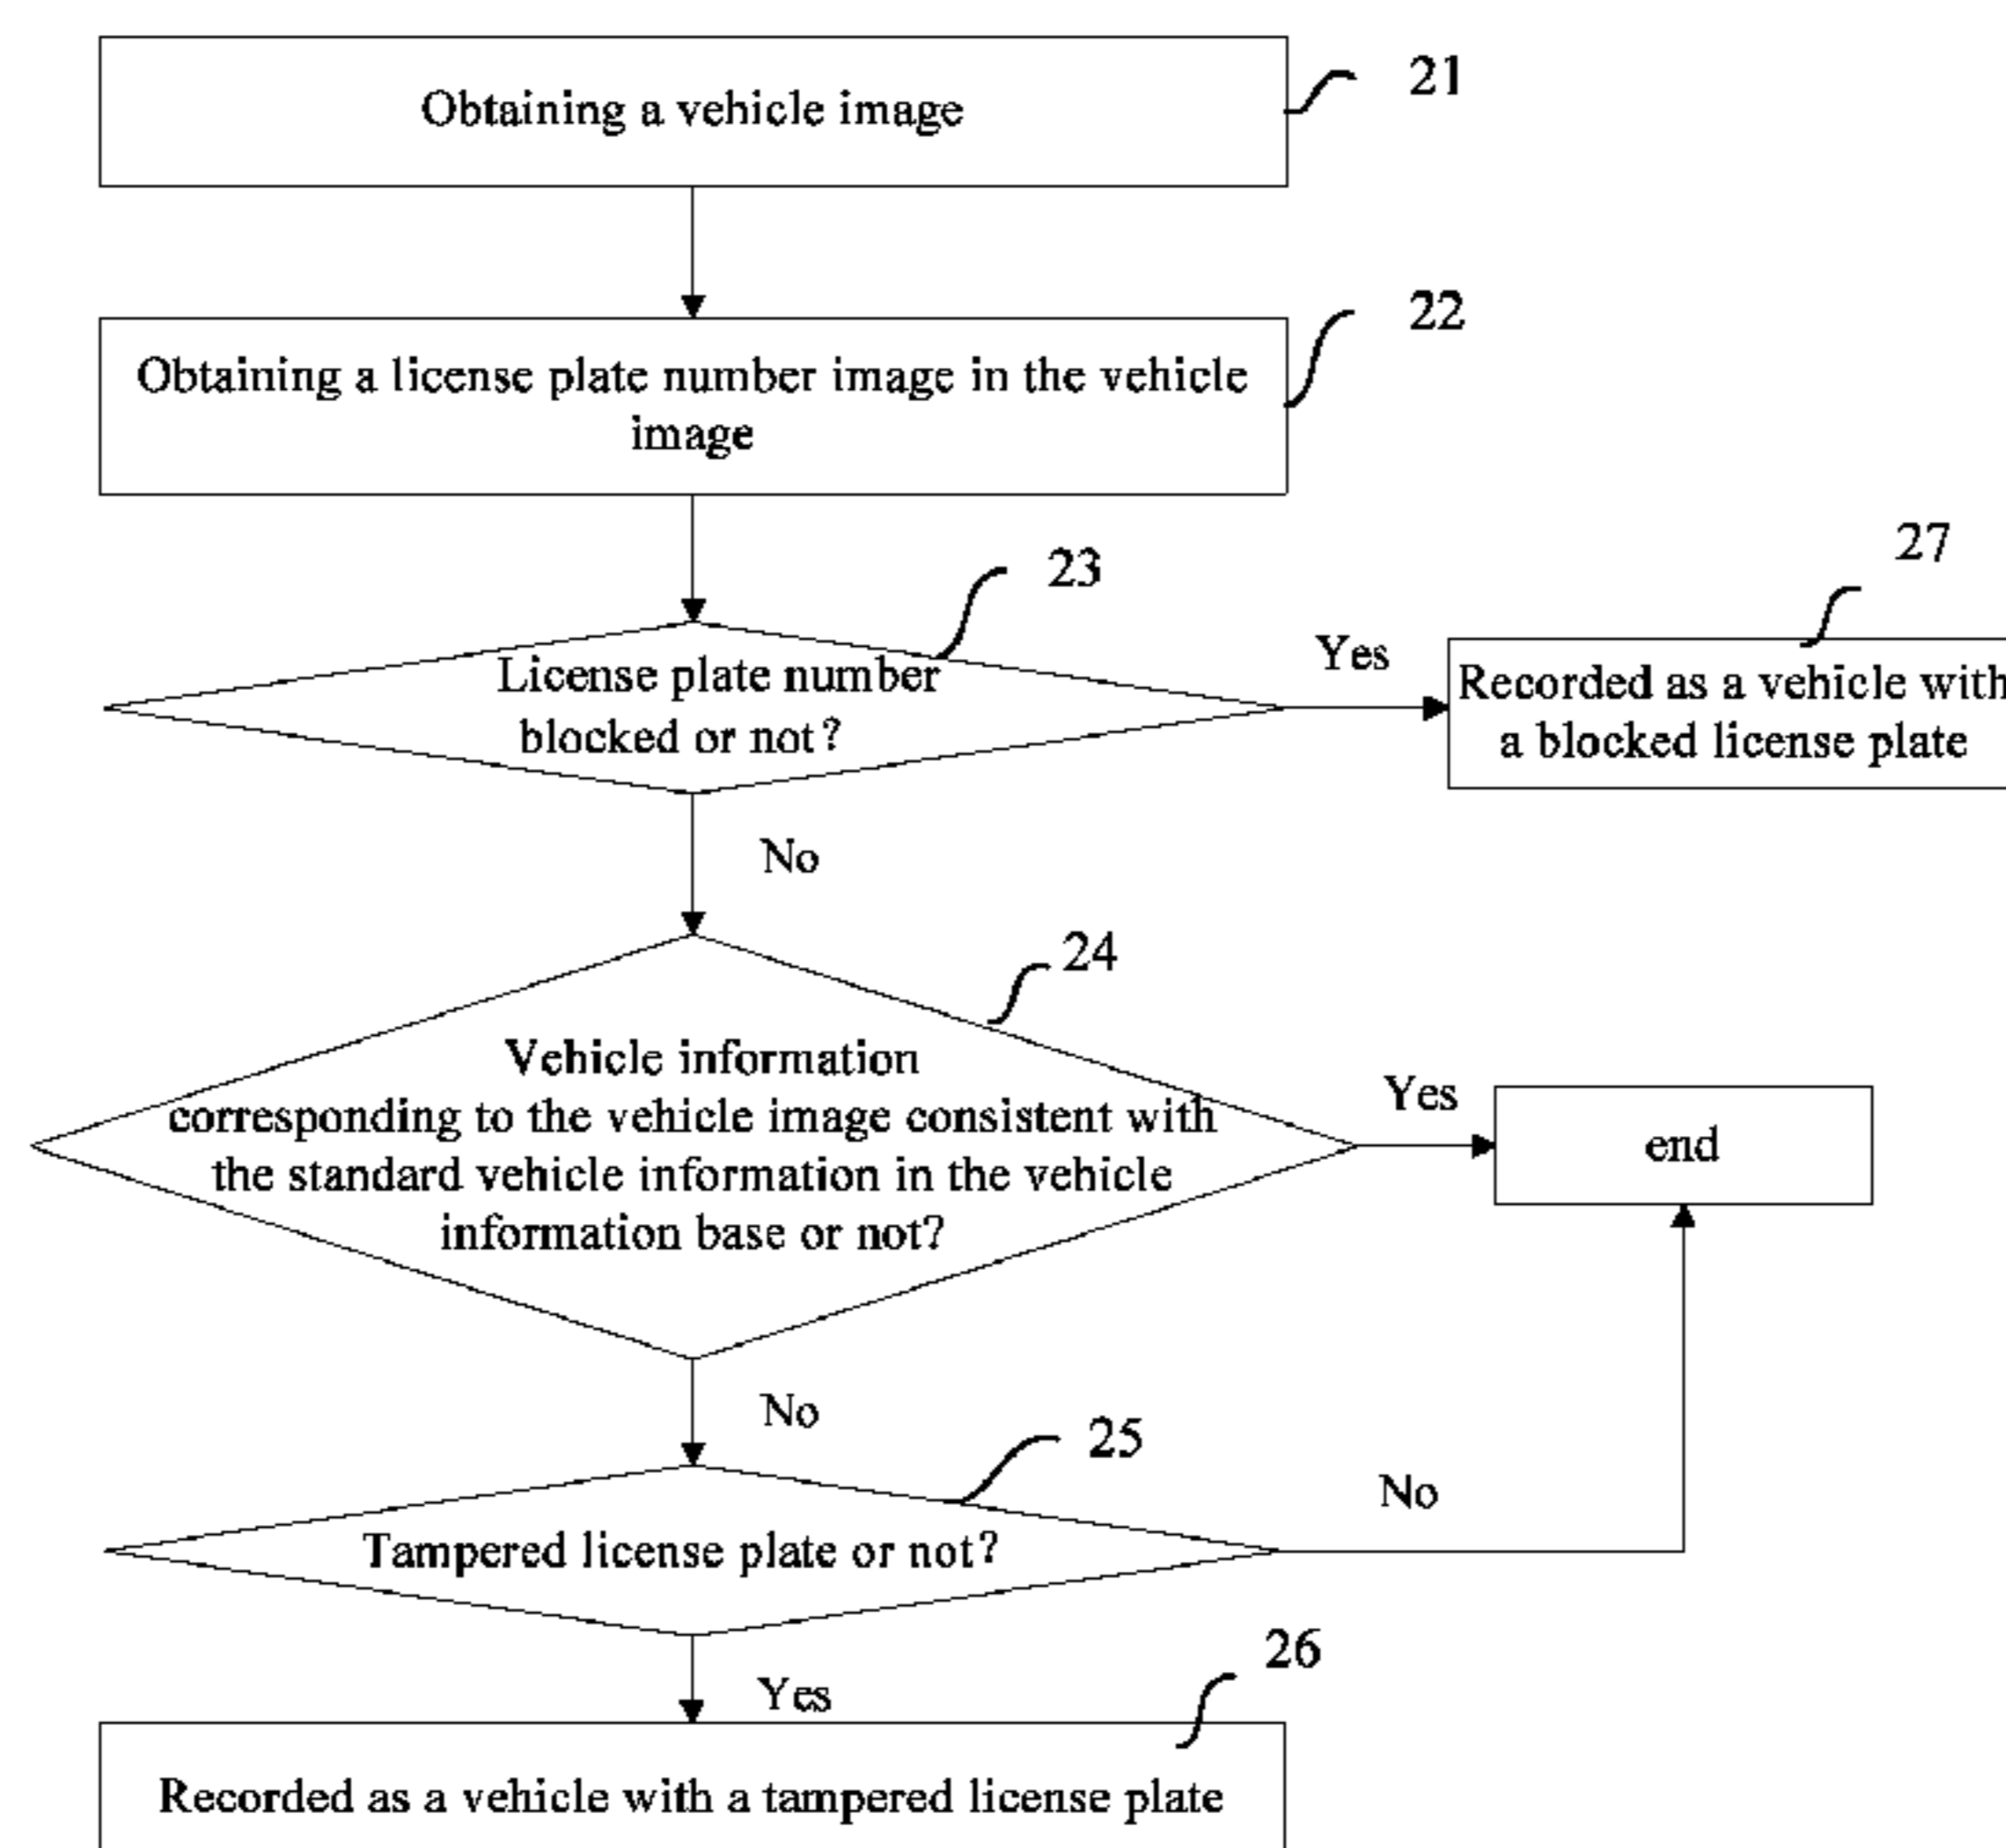 Obtaining a vehicle image
21
Obtaining a license plate number image in the vehicle
image
22
License plate number
blocked or not?
23
Yes
Recorded as a vehicle with
a blocked license plate
27
No
Vehicle information
corresponding to the vehicle image consistent with
the standard vehicle information in the vehicle
information base or not?
24
Yes
end
No
Tampered license plate or not?
25
No
Yes
Recorded as a vehicle with a tampered license plate
26